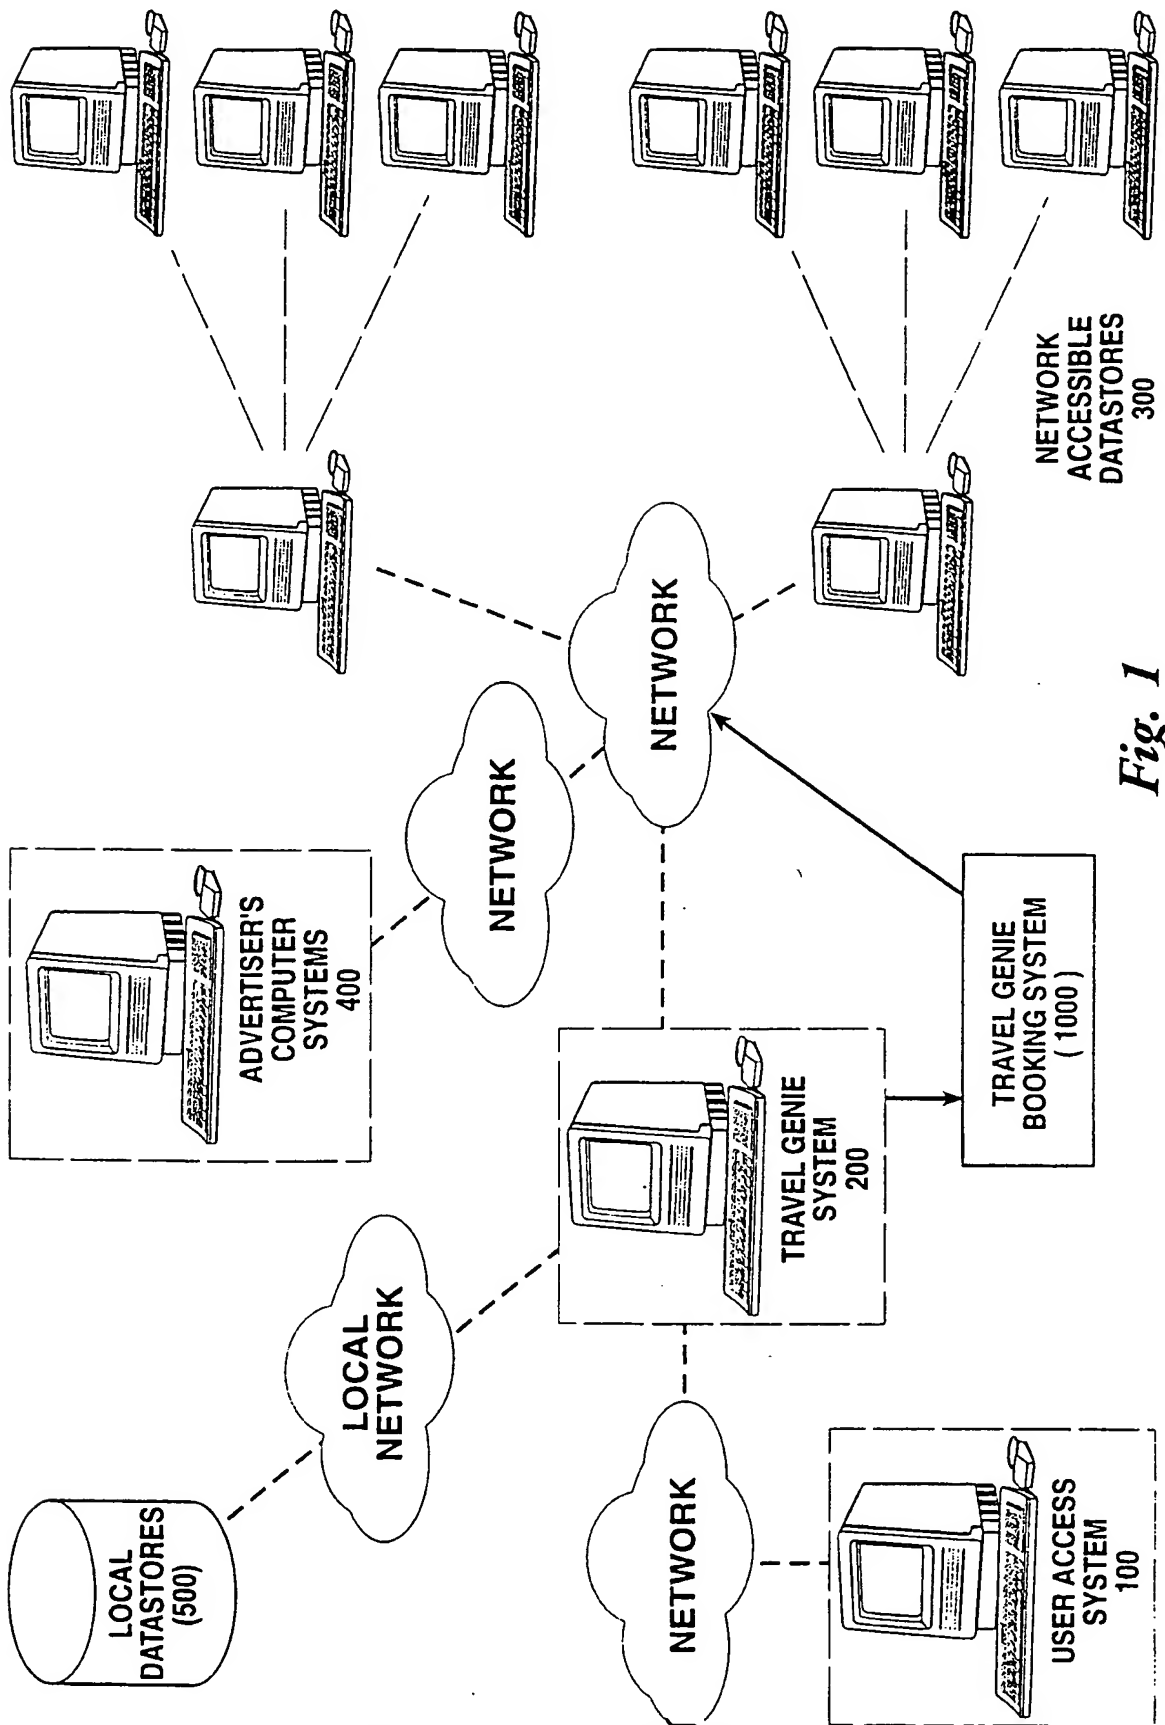 LOCAL
DATASTORES
(500)
LOCAL
NETWORK
ADVERTISER'S
COMPUTER
SYSTEMS
400
NETWORK
NETWORK
NETWORK
USER ACCESS
SYSTEM
100
TRAVEL GENIE
SYSTEM
200
TRAVEL GENIE
BOOKING SYSTEM
(1000)
NETWORK
ACCESSIBLE
DATASTORES
300
Fig. 1